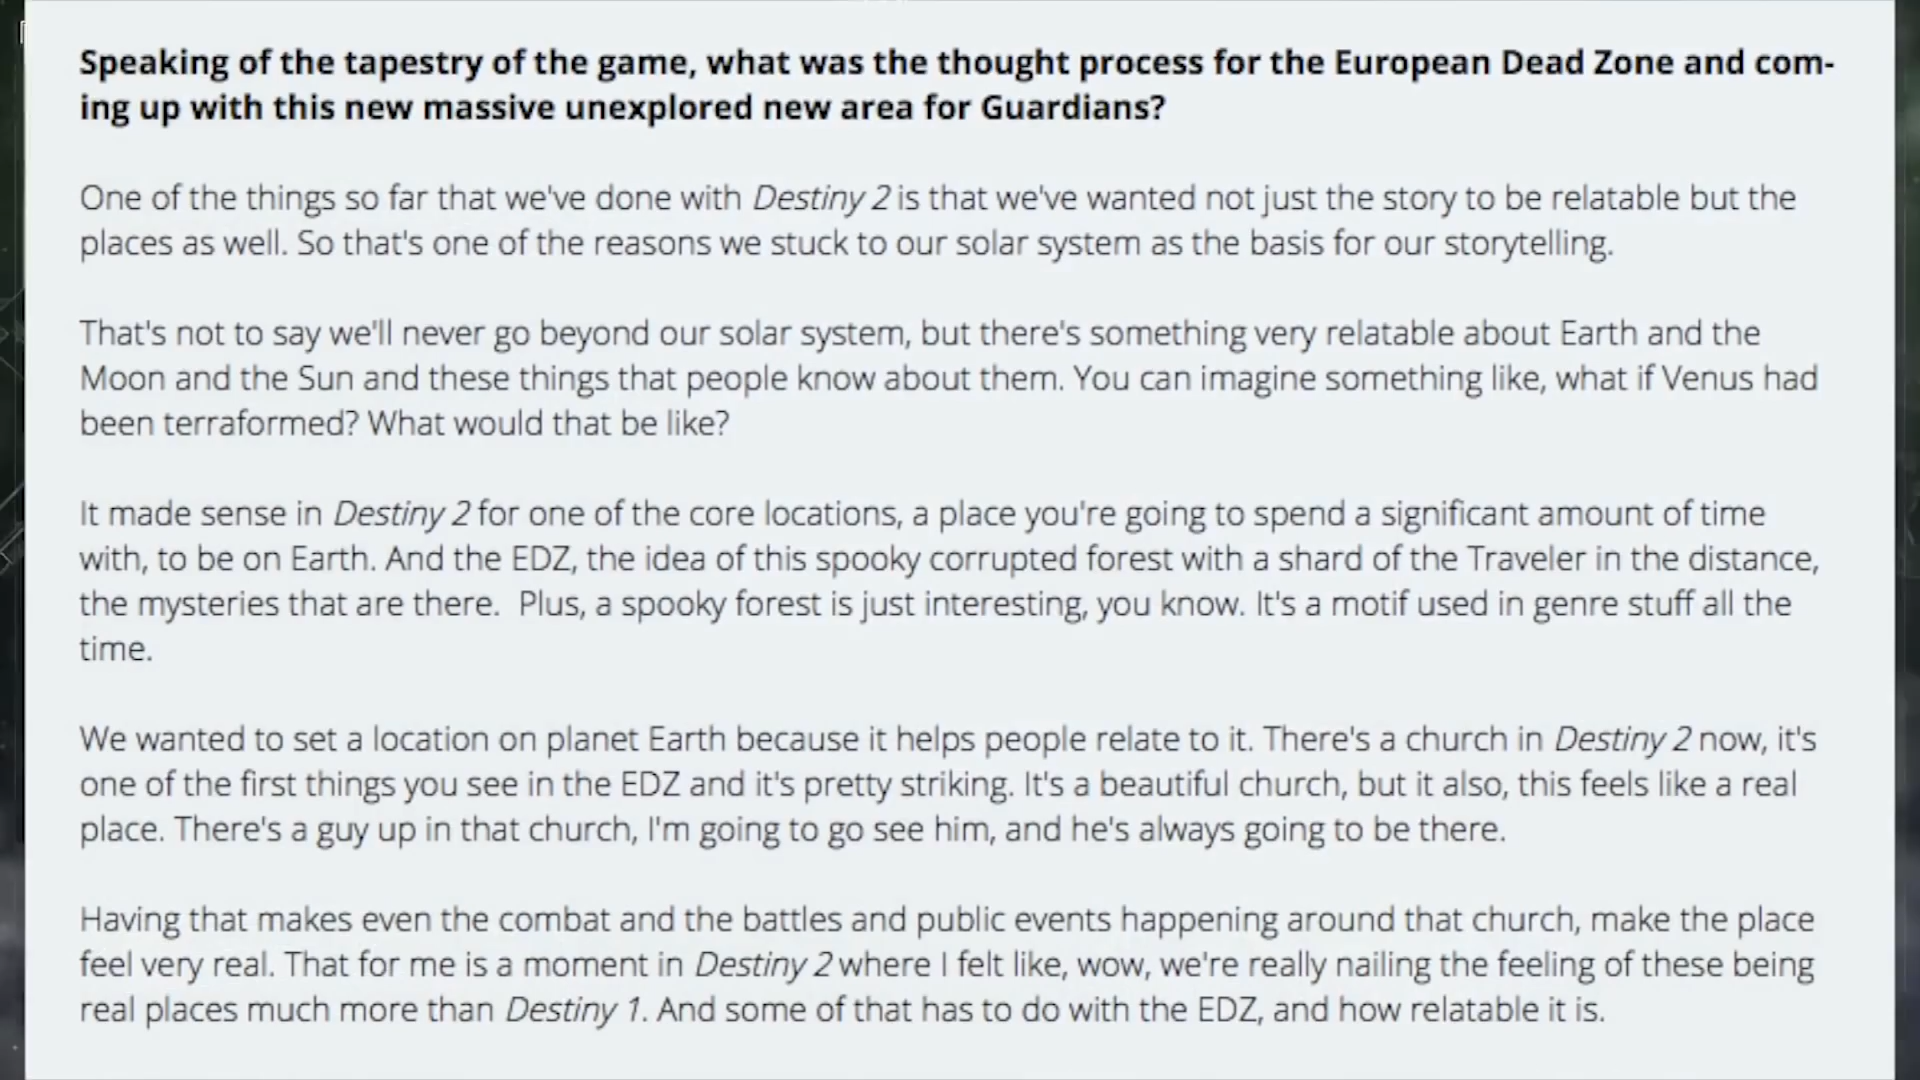 Speaking of the tapestry of the game, what was the thought process for the European Dead Zone and com-
ing up with this new massive unexplored new area for Guardians?
One of the things so far that we've done with Destiny 2 is that we've wanted not just the story to be relatable but the
places as well. So that's one of the reasons we stuck to our solar system as the basis for our storytelling.
That's not to say we'll never go beyond our solar system, but there's something very relatable about Earth and the
Moon and the Sun and these things that people know about them. You can imagine something like, what if Venus had
been terraformed? What would that be like?
It made sense in Destiny 2 for one of the core locations, a place you're going to spend a significant amount of time
with, to be on Earth. And the EDZ, the idea of this spooky corrupted forest with a shard of the Traveler in the distance,
the mysteries that are there.  Plus, a spooky forest is just interesting, you know. It's a motif used in genre stuff all the
time.
We wanted to set a location on planet Earth because it helps people relate to it. There's a church in Destiny 2 now, it's
one of the first things you see in the EDZ and it's pretty striking. It's a beautiful church, but it also, this feels like a real
place. There's a guy up in that church, I'm going to go see him, and he's always going to be there.
Having that makes even the combat and the battles and public events happening around that church, make the place
feel very real. That for me is a moment in Destiny 2 where I felt like, wow, we're really nailing the feeling of these being
real places much more than Destiny 1. And some of that has to do with the EDZ, and how relatable it is.